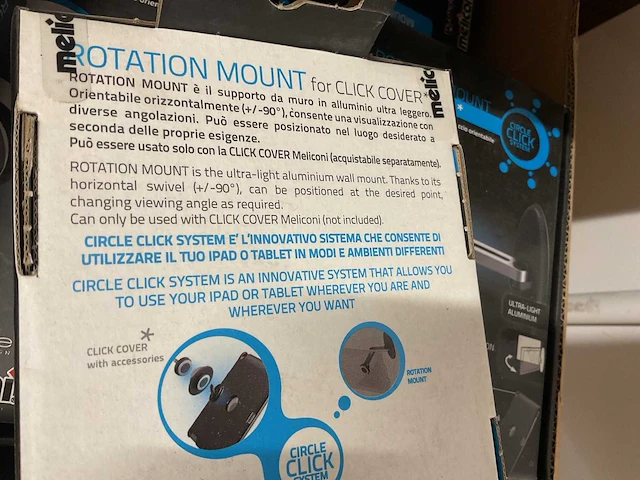 melic
ROTATION MOUNT for CLICK COVER*
melic
ROTATION MOUNT è il supporto da muro in alluminio ultra leggero.
Orientabile orizzontalmente (+/-90°), consente una visualizzazione con
diverse angolazioni. Può essere posizionato nel luogo desiderato a
seconda delle proprie esigenze.
Può essere usato solo con la CLICK COVER Meliconi (acquistabile separatamente).
ROTATION MOUNT is the ultra-light aluminium wall mount. Thanks to its
horizontal swivel (+/-90°), can be positioned at the desired point,
changing viewing angle as required.
Can only be used with CLICK COVER Meliconi (not included).
CIRCLE CLICK SYSTEM E' L'INNOVATIVO SISTEMA CHE CONSENTE DI
UTILIZZARE IL TUO IPAD O TABLET IN MODI E AMBIENTI DIFFERENTI
CIRCLE CLICK SYSTEM IS AN INNOVATIVE SYSTEM THAT ALLOWS YOU
TO USE YOUR IPAD OR TABLET WHEREVER YOU ARE AND
WHEREVER YOU WANT
CLICK COVER *
with accessories
ROTATION
MOUNT
CIRCLE
CLICK
SYSTEM
OUNT
*
cio orientabile
CIRCLE
CLICK
SYSTEM
ULTRA-LIGHT
ALUMINIUM
ON